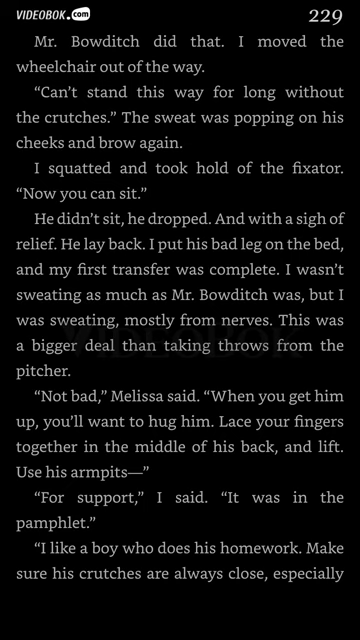 VIDEOBOK.com
229
Mr. Bowditch did that. I moved the
wheelchair out of the way.
“Can’t stand this way for long without
the crutches.” The sweat was popping on his
cheeks and brow again.
I squatted and took hold of the fixator.
“Now you can sit.”
He didn’t sit, he dropped. And with a sigh of
relief. He lay back. I put his bad leg on the bed,
and my first transfer was complete. I wasn’t
sweating as much as Mr. Bowditch was, but I
was sweating, mostly from nerves. This was
a bigger deal than taking throws from the
pitcher.
“Not bad,” Melissa said. “When you get him
up, you’ll want to hug him. Lace your fingers
together in the middle of his back, and lift.
Use his armpits—”
“For support,” I said. “It was in the
pamphlet.”
“I like a boy who does his homework. Make
sure his crutches are always close, especially
VIDEOBOK